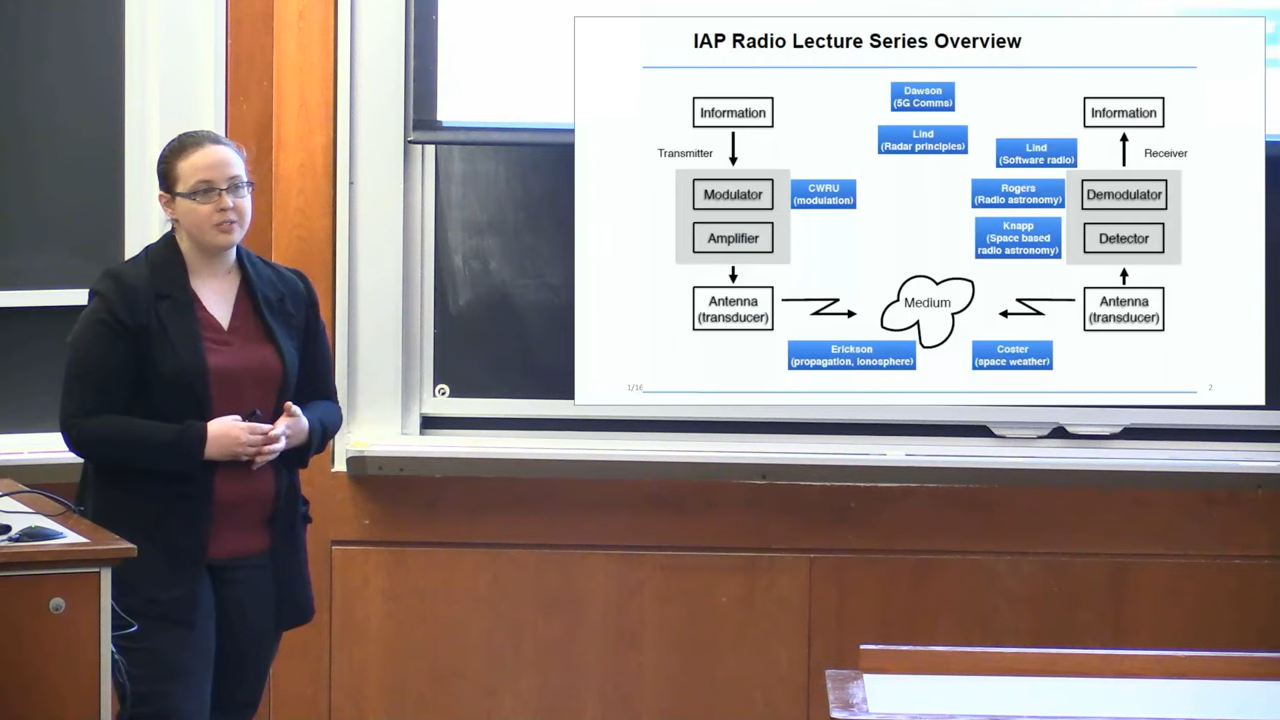 IAP Radio Lecture Series Overview
Information
Transmitter
Modulator
Amplifier
Antenna
(transducer)
CWRU
(modulation)
Dawson
(5G Comms)
Lind
(Radar principles)
Lind
(Software radio)
Rogers
(Radio astronomy)
Knapp
(Space based
radio astronomy)
Medium
Erickson
(propagation, ionosphere)
Coster
(space weather)
Information
Receiver
Demodulator
Detector
Antenna
(transducer)
1/16
2